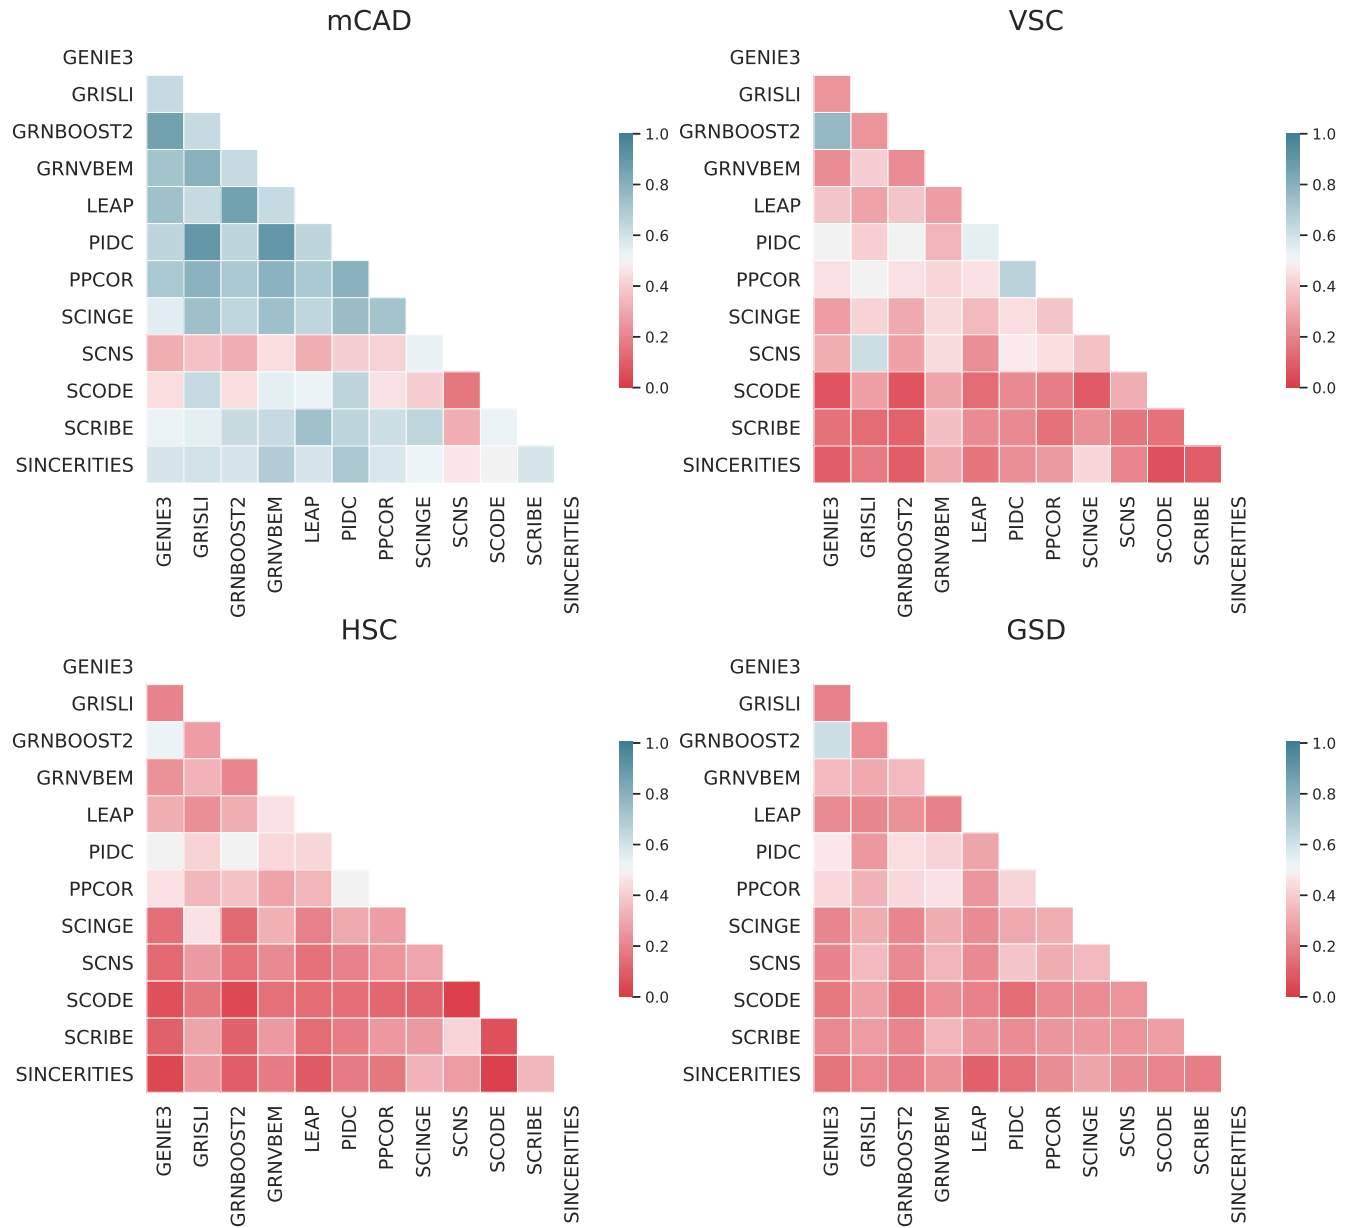 mCAD
GENIE3
GRISLI
GRNBOOST2
GRNVBEM
LEAP
PIDC
PPCOR
SCINGE
SCNS
SCODE
SCRIBE
SINCERITIES
GENIE3
GRISLI
GRNBOOST2
GRNVBEM
LEAP
PIDC
PPCOR
SCINGE
SCNS
SCODE
SCRIBE
SINCERITIES
1.0
0.8
0.6
0.4
0.2
0.0
VSC
GENIE3
GRISLI
GRNBOOST2
GRNVBEM
LEAP
PIDC
PPCOR
SCINGE
SCNS
SCODE
SCRIBE
SINCERITIES
GENIE3
GRISLI
GRNBOOST2
GRNVBEM
LEAP
PIDC
PPCOR
SCINGE
SCNS
SCODE
SCRIBE
SINCERITIES
1.0
0.8
0.6
0.4
0.2
0.0
HSC
GENIE3
GRISLI
GRNBOOST2
GRNVBEM
LEAP
PIDC
PPCOR
SCINGE
SCNS
SCODE
SCRIBE
SINCERITIES
GENIE3
GRISLI
GRNBOOST2
GRNVBEM
LEAP
PIDC
PPCOR
SCINGE
SCNS
SCODE
SCRIBE
SINCERITIES
1.0
0.8
0.6
0.4
0.2
0.0
GSD
GENIE3
GRISLI
GRNBOOST2
GRNVBEM
LEAP
PIDC
PPCOR
SCINGE
SCNS
SCODE
SCRIBE
SINCERITIES
GENIE3
GRISLI
GRNBOOST2
GRNVBEM
LEAP
PIDC
PPCOR
SCINGE
SCNS
SCODE
SCRIBE
SINCERITIES
1.0
0.8
0.6
0.4
0.2
0.0